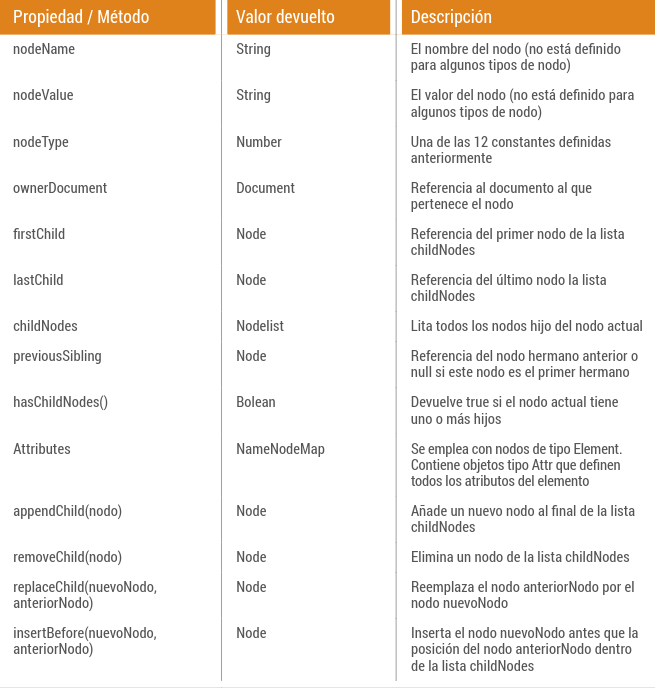 Propiedad / Método Valor devuelto Descripción
nodeName String El nombre del nodo (no está definido
para algunos tipos de nodo)
nodeValue String El valor del nodo (no está definido para
algunos tipos de nodo)
nodeType Number Una de las 12 constantes definidas
anteriormente
ownerDocument Document Referencia al documento al que
pertenece el nodo
firstChild Node Referencia del primer nodo de la lista
childNodes
lastChild Node Referencia del último nodo la lista
childNodes
childNodes Nodelist Lita todos los nodos hijo del nodo actual
previousSibling Node Referencia del nodo hermano anterior o
null si este nodo es el primer hermano
hasChildNodes() Bolean Devuelve true si el nodo actual tiene
uno o más hijos
Attributes NameNodeMap Se emplea con nodos de tipo Element.
Contiene objetos tipo Attr que definen
todos los atributos del elemento
appendChild(nodo) Node Añade un nuevo nodo al final de la lista
childNodes
removeChild(nodo) Node Elimina un nodo de la lista childNodes
replaceChild(nuevoNodo, Node Reemplaza el nodo anteriorNodo por el
anteriorNodo) nodo nuevoNodo
insertBefore(nuevoNodo, Node Inserta el nodo nuevoNodo antes que la
anteriorNodo) posición del nodo anteriorNodo dentro
de la lista childNodes